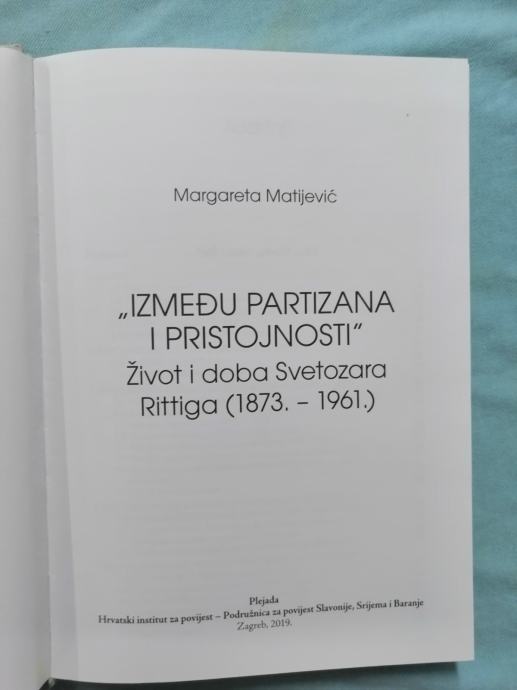 Margareta Matijević
„IZMEĐU PARTIZANA
I PRISTOJNOSTI“
Život i doba Svetozara
Rittiga (1873. – 1961.)
Plejada
Hrvatski institut za povijest – Podružnica za povijest Slavonije, Srijema i Baranje
Zagreb, 2019.